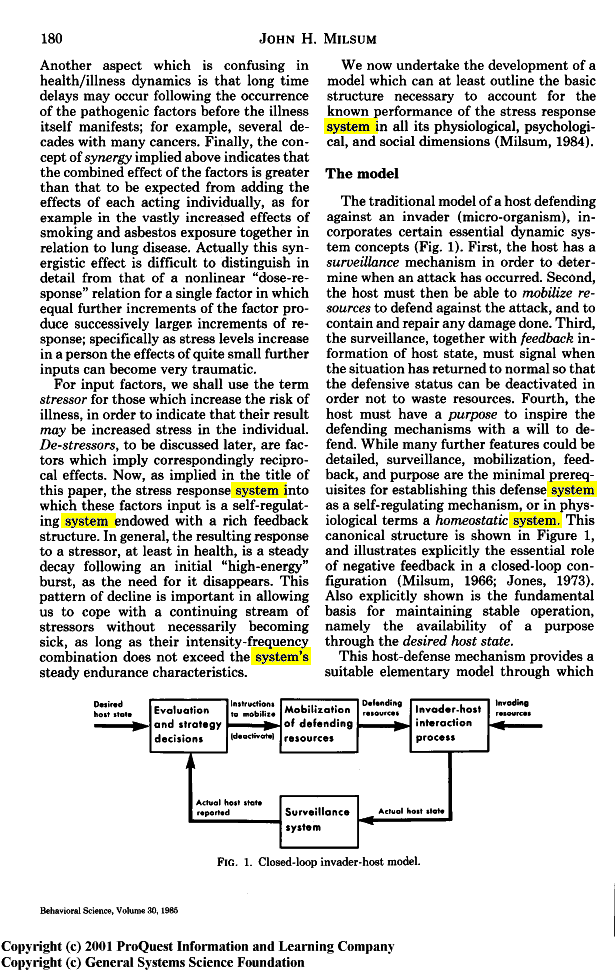 180
JOHN H. MILSUM
Another aspect which is confusing in
health/illness dynamics is that long time
delays may occur following the occurrence
of the pathogenic factors before the illness
itself manifests; for example, several de-
cades with many cancers. Finally, the con-
cept of synergy implied above indicates that
the combined effect of the factors is greater
than that to be expected from adding the
effects of each acting individually, as for
example in the vastly increased effects of
smoking and asbestos exposure together in
relation to lung disease. Actually this syn-
ergistic effect is difficult to distinguish in
detail from that of a nonlinear "dose-re-
sponse" relation for a single factor in which
equal further increments of the factor pro-
duce successively larger increments of re-
sponse; specifically as stress levels increase
in a person the effects of quite small further
inputs can become very traumatic.
For input factors, we shall use the term
stressor for those which increase the risk of
illness, in order to indicate that their result
may be increased stress in the individual.
De-stressors, to be discussed later, are fac-
tors which imply correspondingly recipro-
cal effects. Now, as implied in the title of
this paper, the stress response system into
which these factors input is a self-regulat-
ing system endowed with a rich feedback
structure. In general, the resulting response
to a stressor, at least in health, is a steady
decay following an initial "high-energy"
burst, as the need for it disappears. This
pattern of decline is important in allowing
us to cope with a continuing stream of
stressors without necessarily becoming
sick, as long as their intensity-frequency
combination does not exceed the system's
steady endurance characteristics.
We now undertake the development of a
model which can at least outline the basic
structure necessary to account for the
known performance of the stress response
system in all its physiological, psychologi-
cal, and social dimensions (Milsum, 1984).
The model
The traditional model of a host defending
against an invader (micro-organism), in-
corporates certain essential dynamic sys-
tem concepts (Fig. 1). First, the host has a
surveillance mechanism in order to deter-
mine when an attack has occurred. Second,
the host must then be able to mobilize re-
sources to defend against the attack, and to
contain and repair any damage done. Third,
the surveillance, together with feedback in-
formation of host state, must signal when
the situation has returned to normal so that
the defensive status can be deactivated in
order not to waste resources. Fourth, the
host must have a purpose to inspire the
defending mechanisms with a will to de-
fend. While many further features could be
detailed, surveillance, mobilization, feed-
back, and purpose are the minimal prereq-
uisites for establishing this defense system
as a self-regulating mechanism, or in phys-
iological terms a homeostatic system. This
canonical structure is shown in Figure 1,
and illustrates explicitly the essential role
of negative feedback in a closed-loop con-
figuration (Milsum, 1966; Jones, 1973).
Also explicitly shown is the fundamental
basis for maintaining stable operation,
namely the availability of a purpose
through the desired host state.
This host-defense mechanism provides a
suitable elementary model through which
Desired
host state
Evaluation
and strategy
decisions
Instructions
to mobilize
(deactivate)
Mobilization
of defending
resources
Defending
resources
Invader-host
interaction
process
Invading
resources
Actual host state
reported
Surveillance
system
Actual host state
FIG. 1. Closed-loop invader-host model.
Behavioral Science, Volume 30, 1985
Copyright (c) 2001 ProQuest Information and Learning Company
Copyright (c) General Systems Science Foundation